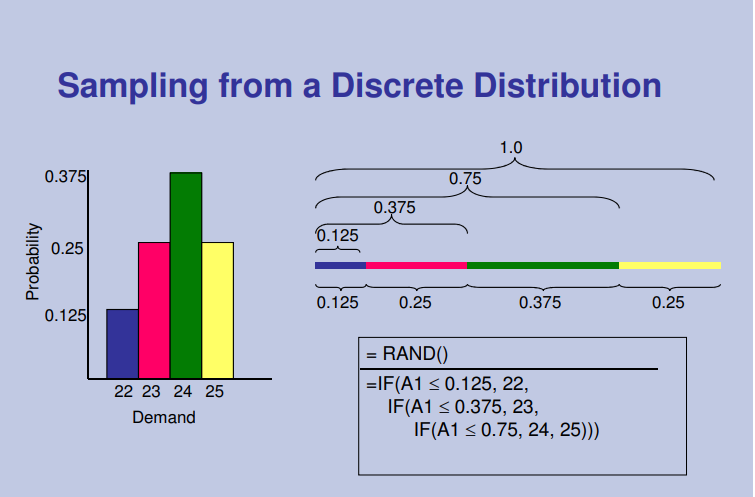 Sampling from a Discrete Distribution
0.375
0.25
0.125
Probability
22 23 24 25
Demand
1.0
0.75
0.375
0.125
0.125 0.25 0.375 0.25
= RAND()
=IF(A1 ≤ 0.125, 22,
IF(A1 ≤ 0.375, 23,
IF(A1 ≤ 0.75, 24, 25)))